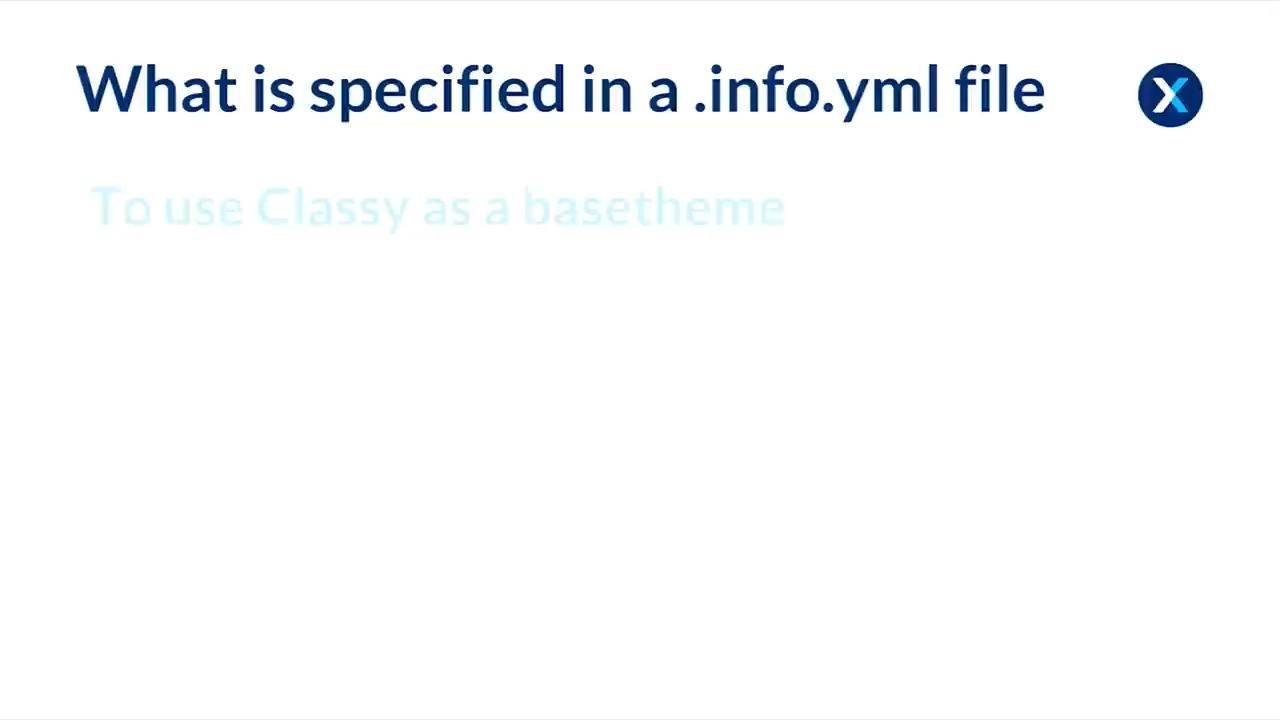 What is specified in a .info.yml file
To use Classy as a basetheme